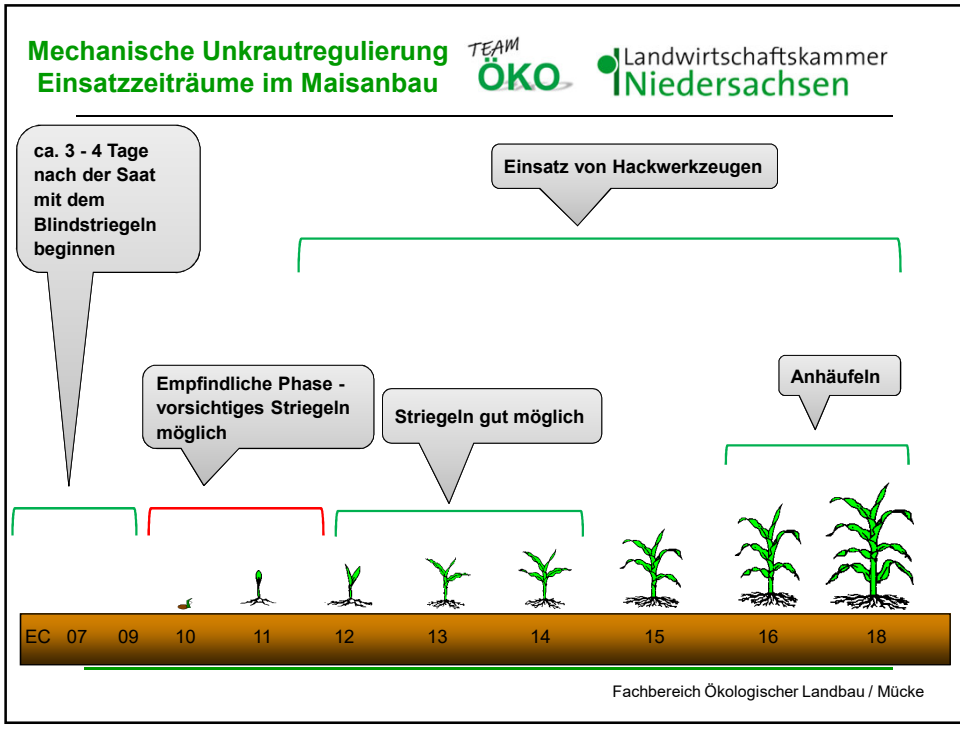 Mechanische Unkrautregulierung
Einsatzzeiträume im Maisanbau
TEAM
ÖKO
Landwirtschaftskammer
Niedersachsen
ca. 3 - 4 Tage
nach der Saat
mit dem
Blindstriegeln
beginnen
Einsatz von Hackwerkzeugen
Empfindliche Phase -
vorsichtiges Striegeln
möglich
Striegeln gut möglich
Anhäufeln
EC 07 09 10 11 12 13 14 15 16 18
Fachbereich Ökologischer Landbau / Mücke